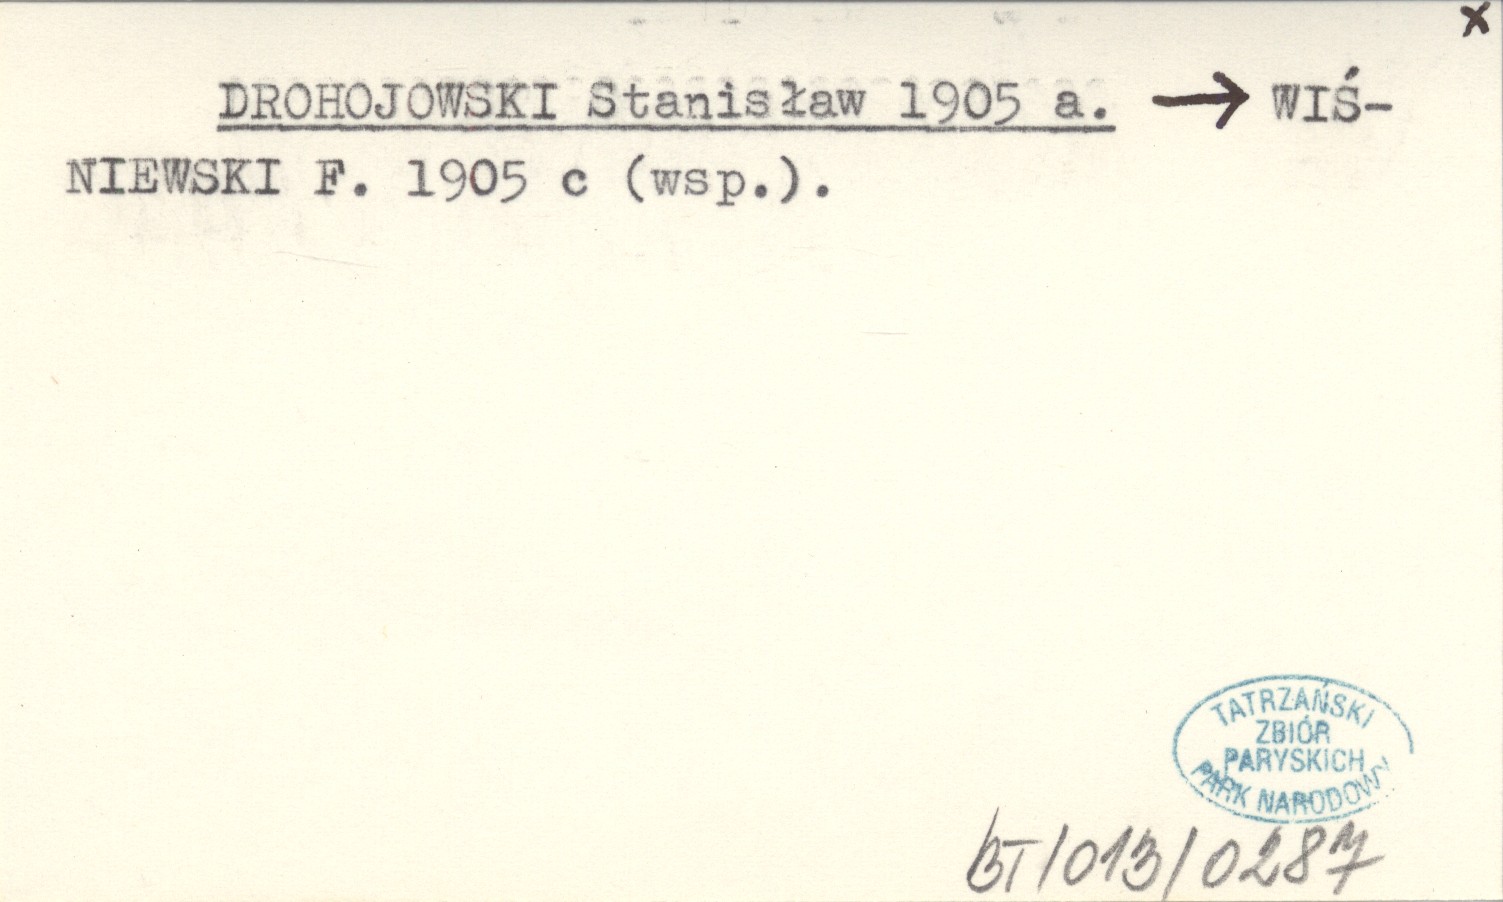 x
DROHOJOWSKI Stanisław 1905 a. → WIŚ-
NIEWSKI F. 1905 c (wsp.).
TATRZAŃSKI
ZBIÓR
PARYSKICH
PARK NARODOWY
BT/013/0287